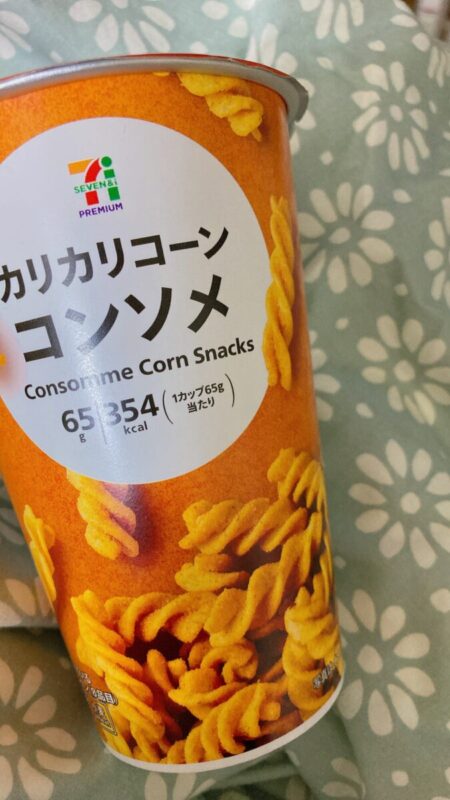 SEVEN&i
PREMIUM
カリカリコーン
コンソメ
Consomme Corn Snacks
65g 354kcal (1カップ65g当たり)